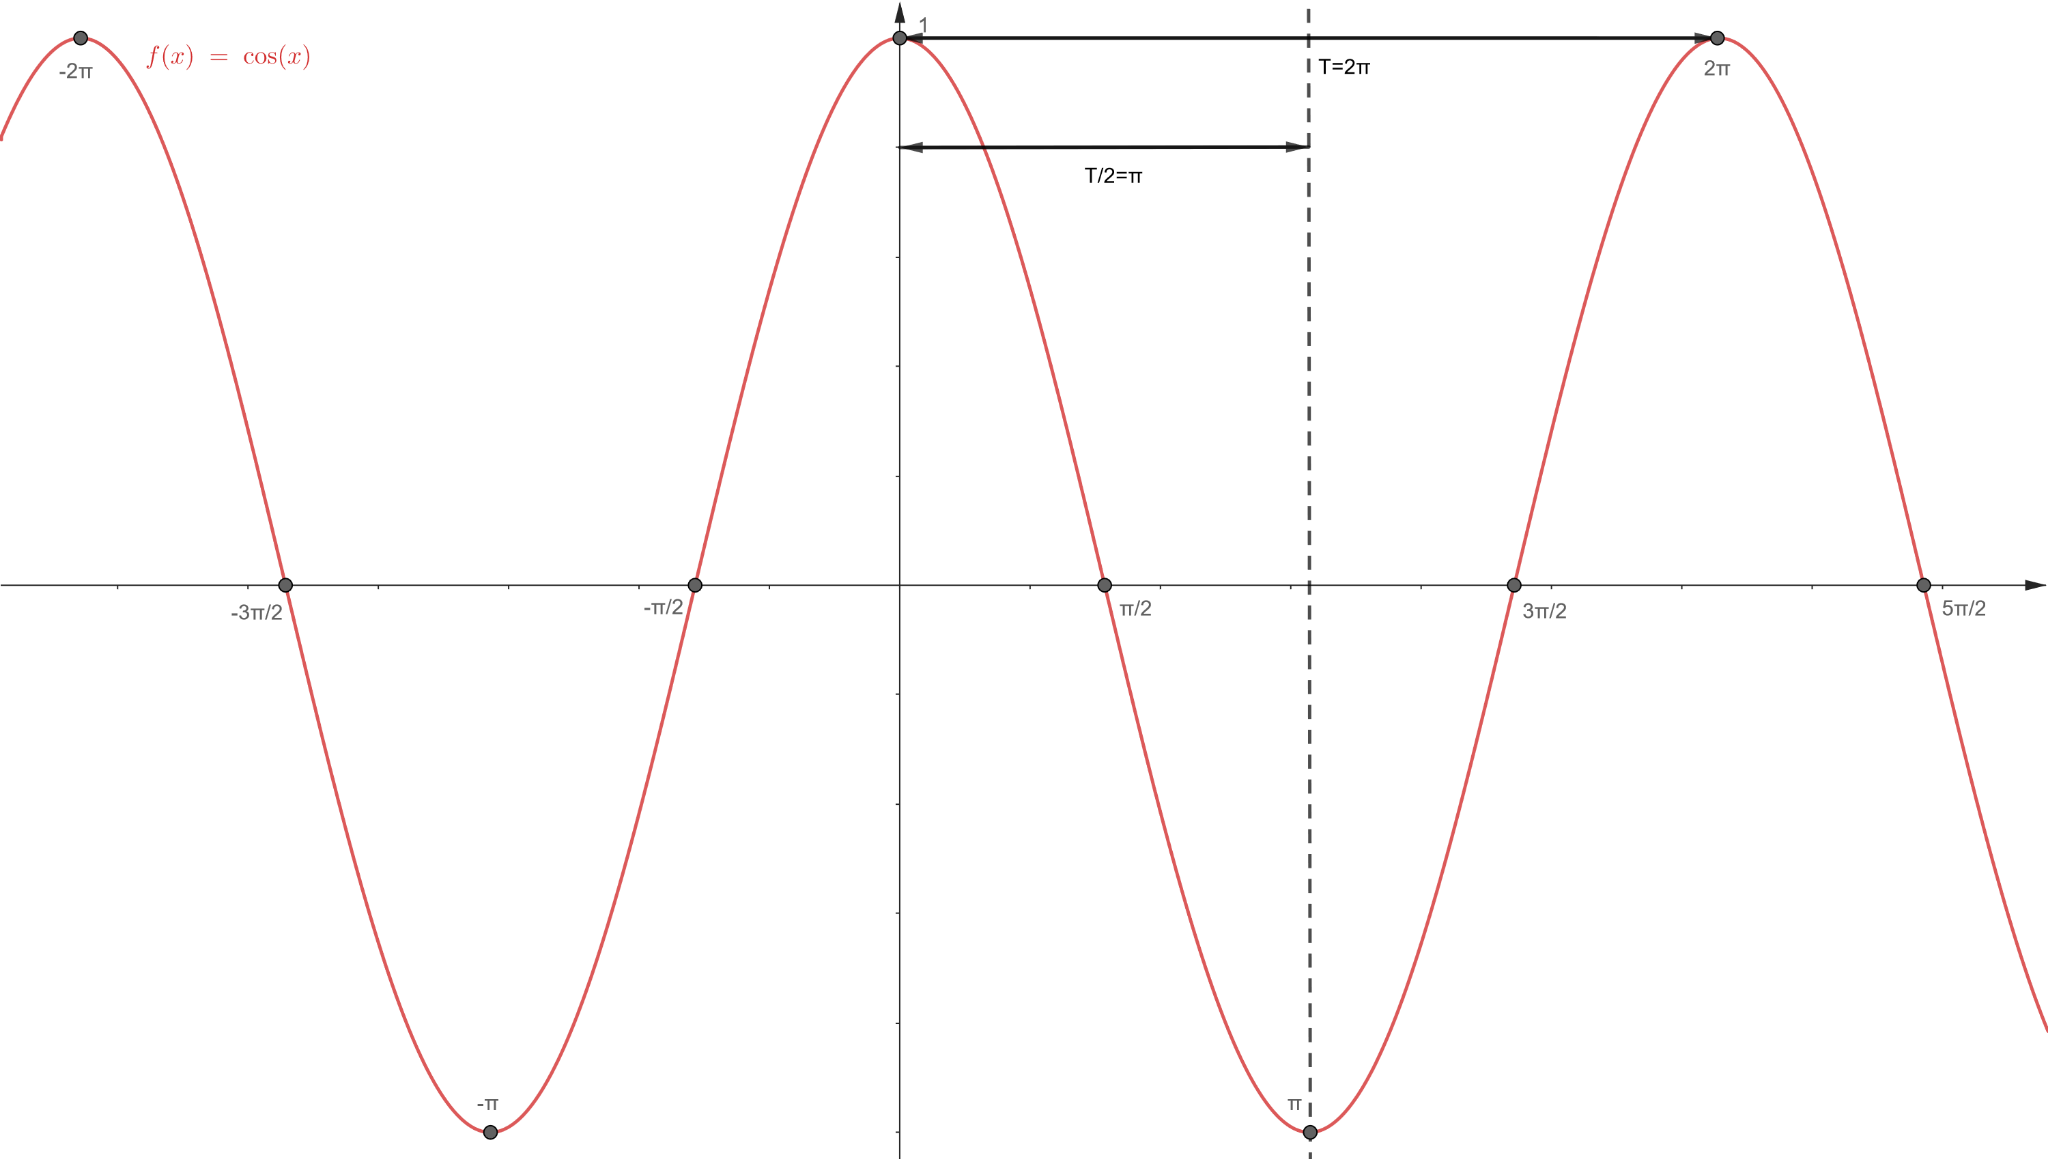 1
f(x) = cos(x)
T=2π
2π
-2π
T/2=π
-3π/2
-π/2
π/2
3π/2
5π/2
-π
π